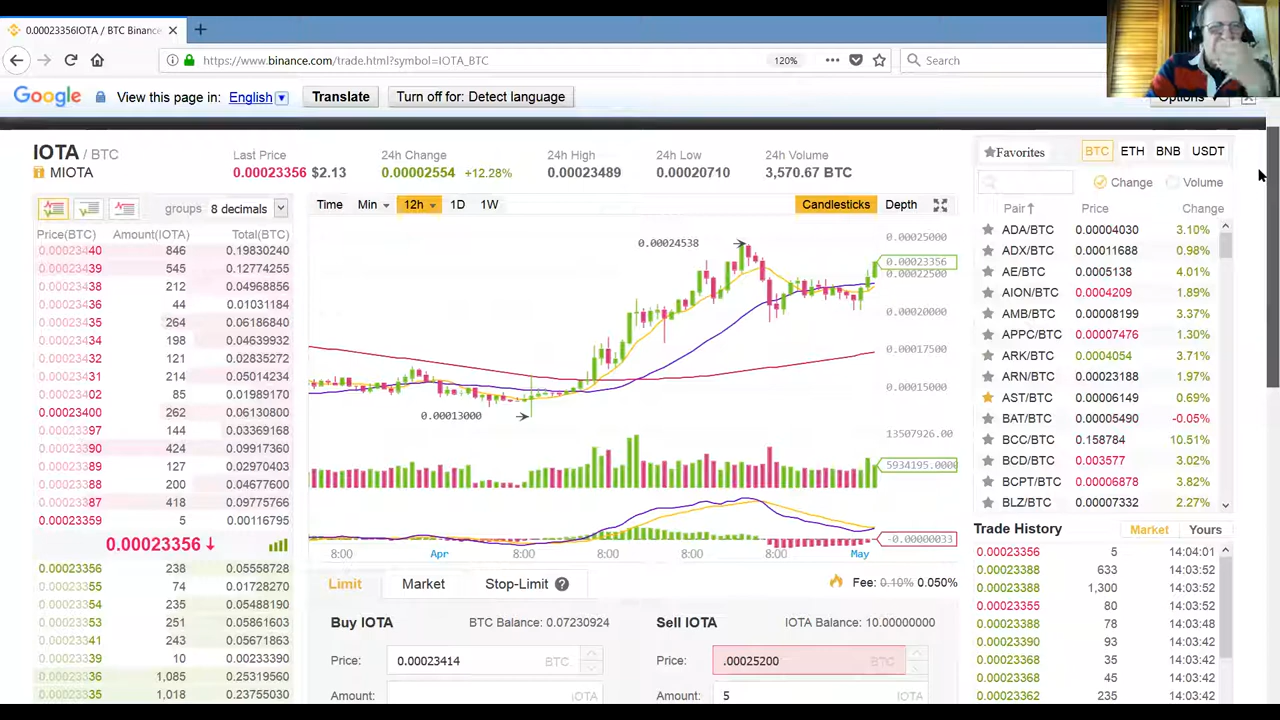 0.00023356IOTA / BTC Binance
https://www.binance.com/trade.html?symbol=IOTA_BTC
120%
Search
Google
View this page in:
English
Translate
Turn off for: Detect language
Options
IOTA / BTC
MIOTA
Last Price
0.00023356 $2.13
24h Change
0.00002554 +12.28%
24h High
0.00023489
24h Low
0.00020710
24h Volume
3,570.67 BTC
groups 8 decimals
Price(BTC) Amount(IOTA) Total(BTC)
0.00023440 846 0.19830240
0.00023439 545 0.12774255
0.00023438 212 0.04968856
0.00023436 44 0.01031184
0.00023435 264 0.06186840
0.00023434 198 0.04639932
0.00023432 121 0.02835272
0.00023431 214 0.05014234
0.00023402 85 0.01989170
0.00023400 262 0.06130800
0.00023397 144 0.03369168
0.00023390 424 0.09917360
0.00023389 127 0.02970403
0.00023388 200 0.04677600
0.00023387 418 0.09775766
0.00023359 5 0.00116795
0.00023356↓
0.00023356 238 0.05558728
0.00023355 74 0.01728270
0.00023354 235 0.05488190
0.00023353 251 0.05861603
0.00023341 243 0.05671863
0.00023339 10 0.00233390
0.00023336 1,085 0.25319560
0.00023335 1,018 0.23755030
Time Min 12h 1D 1W
Candlesticks Depth
0.00024538
0.00013000
0.00025000
0.00023356
0.00022500
0.00020000
0.00017500
0.00015000
13507926.00
5934195.0000
-0.00000033
8:00 Apr 8:00 8:00 8:00 8:00 May
Limit Market Stop-Limit ?
Fee: 0.10% 0.050%
Buy IOTA
BTC Balance: 0.07230924
Price: 0.00023414 BTC
Amount: IOTA
Sell IOTA
IOTA Balance: 10.00000000
Price: .00025200 BTC
Amount: 5 IOTA
Favorites BTC ETH BNB USDT
Change Volume
Pair↑ Price Change
ADA/BTC 0.00004030 3.10%
ADX/BTC 0.00011688 0.98%
AE/BTC 0.0005138 4.01%
AION/BTC 0.0004209 1.89%
AMB/BTC 0.00008199 3.37%
APPC/BTC 0.00007476 1.30%
ARK/BTC 0.0004054 3.71%
ARN/BTC 0.00023188 1.97%
AST/BTC 0.00006149 0.69%
BAT/BTC 0.00005490 -0.05%
BCC/BTC 0.158784 10.51%
BCD/BTC 0.003577 3.02%
BCPT/BTC 0.00006878 3.82%
BLZ/BTC 0.00007332 2.27%
Trade History
Market Yours
0.00023356 5 14:04:01
0.00023388 633 14:03:52
0.00023388 1,300 14:03:52
0.00023355 80 14:03:52
0.00023388 78 14:03:48
0.00023390 93 14:03:42
0.00023368 35 14:03:42
0.00023368 45 14:03:42
0.00023362 235 14:03:42